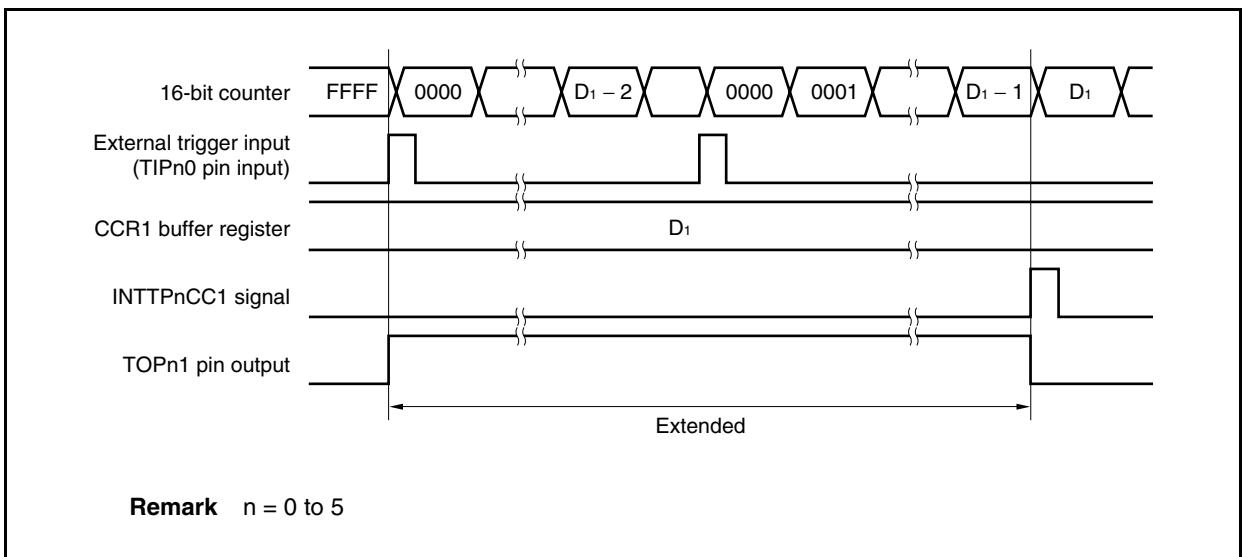 16-bit counter FFFF 0000 D₁ – 2 0000 0001 D₁ – 1 D₁
External trigger input
(TIPn0 pin input)
CCR1 buffer register D₁
INTTPnCC1 signal
TOPn1 pin output
Extended
Remark n = 0 to 5